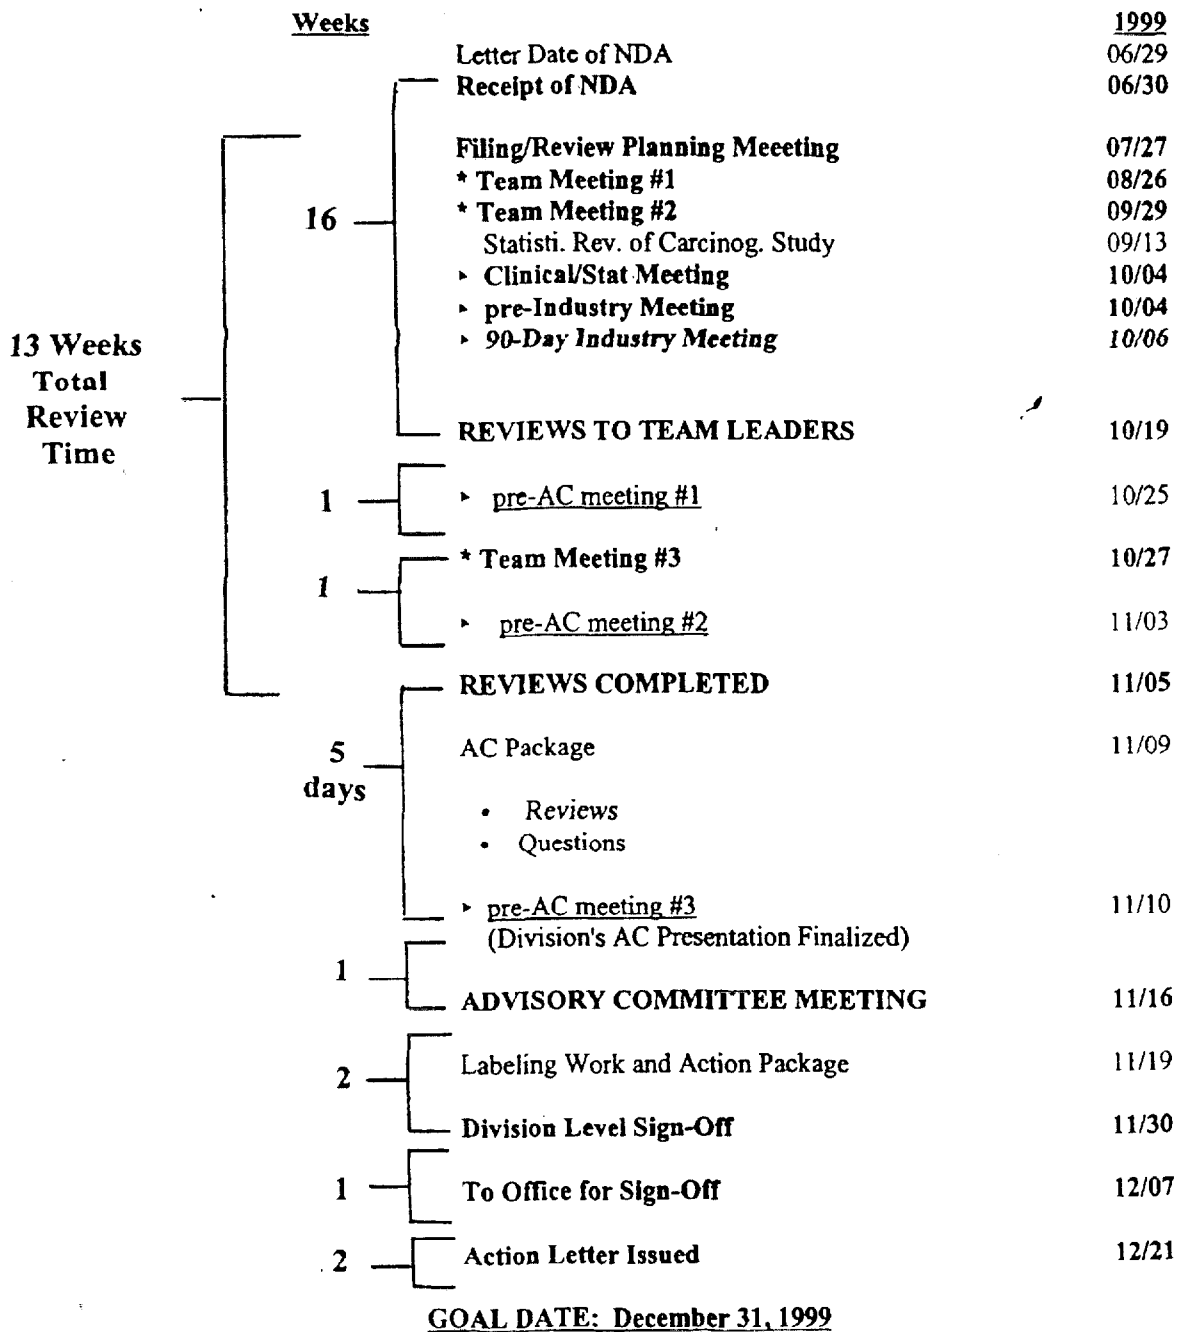 Weeks 1999
Letter Date of NDA 06/29
Receipt of NDA 06/30
Filing/Review Planning Meeeting 07/27
* Team Meeting #1 08/26
16 * Team Meeting #2 09/29
Statisti. Rev. of Carcinog. Study 09/13
▸ Clinical/Stat Meeting 10/04
▸ pre-Industry Meeting 10/04
▸ 90-Day Industry Meeting 10/06
13 Weeks
Total
Review
Time
REVIEWS TO TEAM LEADERS 10/19
1 ▸ pre-AC meeting #1 10/25
* Team Meeting #3 10/27
1 ▸ pre-AC meeting #2 11/03
REVIEWS COMPLETED 11/05
5 AC Package 11/09
days
• Reviews
• Questions
▸ pre-AC meeting #3 11/10
(Division's AC Presentation Finalized)
1
ADVISORY COMMITTEE MEETING 11/16
2 Labeling Work and Action Package 11/19
Division Level Sign-Off 11/30
1 To Office for Sign-Off 12/07
2 Action Letter Issued 12/21
GOAL DATE: December 31, 1999